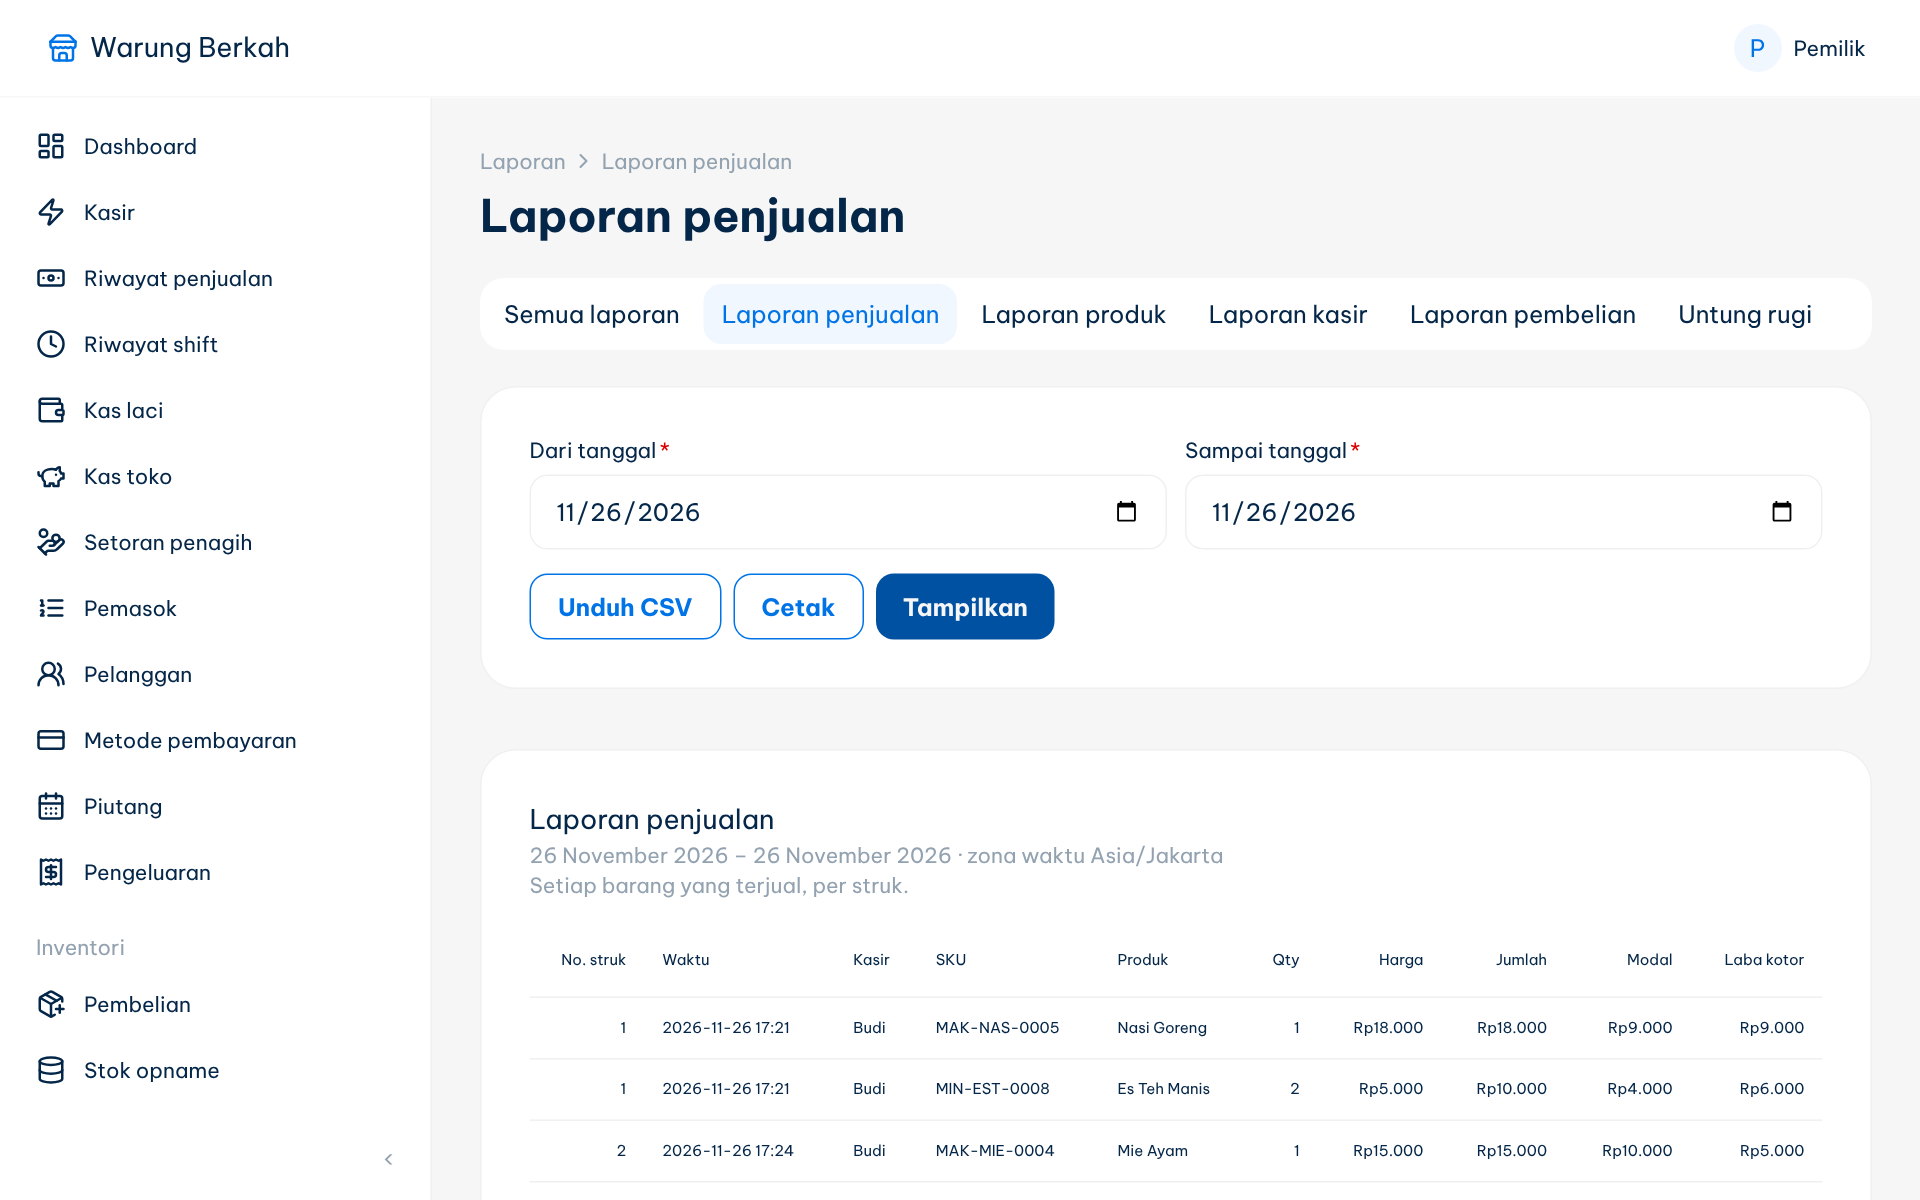 Warung Berkah
P Pemilik
Dashboard
Kasir
Riwayat penjualan
Riwayat shift
Kas laci
Kas toko
Setoran penagih
Pemasok
Pelanggan
Metode pembayaran
Piutang
Pengeluaran
Inventori
Pembelian
Stok opname
Laporan > Laporan penjualan
Laporan penjualan
Semua laporan Laporan penjualan Laporan produk Laporan kasir Laporan pembelian Untung rugi
Dari tanggal* Sampai tanggal*
11/26/2026 11/26/2026
Unduh CSV Cetak Tampilkan
Laporan penjualan
26 November 2026 – 26 November 2026 · zona waktu Asia/Jakarta
Setiap barang yang terjual, per struk.
No. struk Waktu Kasir SKU Produk Qty Harga Jumlah Modal Laba kotor
1 2026-11-26 17:21 Budi MAK-NAS-0005 Nasi Goreng 1 Rp18.000 Rp18.000 Rp9.000 Rp9.000
1 2026-11-26 17:21 Budi MIN-EST-0008 Es Teh Manis 2 Rp5.000 Rp10.000 Rp4.000 Rp6.000
2 2026-11-26 17:24 Budi MAK-MIE-0004 Mie Ayam 1 Rp15.000 Rp15.000 Rp10.000 Rp5.000